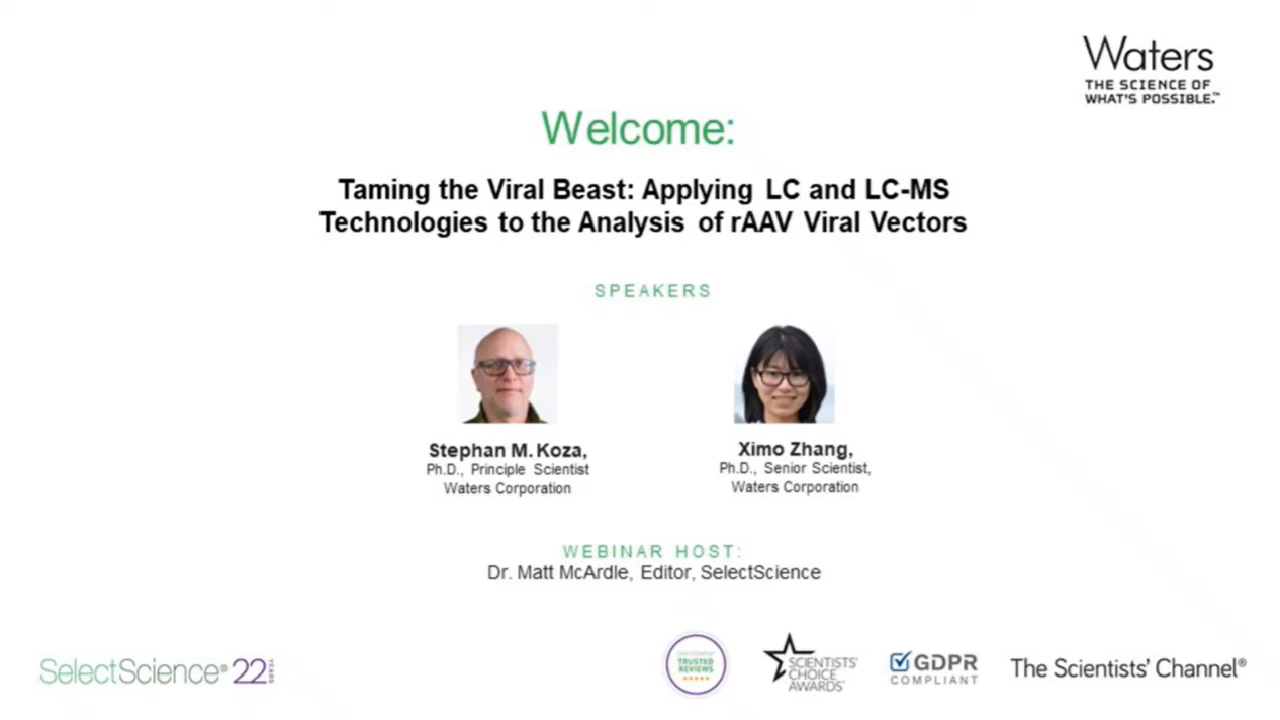 Waters
THE SCIENCE OF
WHAT'S POSSIBLE.™
Welcome:
Taming the Viral Beast: Applying LC and LC-MS
Technologies to the Analysis of rAAV Viral Vectors
SPEAKERS
Stephan M. Koza,
Ph.D., Principle Scientist
Waters Corporation
Ximo Zhang,
Ph.D., Senior Scientist,
Waters Corporation
WEBINAR HOST:
Dr. Matt McArdle, Editor, SelectScience
SelectScience® 22 YEARS
TRUSTED
REVIEWS
SCIENTISTS'
CHOICE
AWARDS
GDPR
COMPLIANT
The Scientists' Channel®